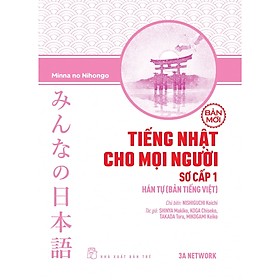 Minna no Nihongo
みんなの日本語
BẢN MỚI
TIẾNG NHẬT
CHO MỌI NGƯỜI
SƠ CẤP 1
HÁN TỰ (BẢN TIẾNG VIỆT)
Chủ biên: NISHIGUCHI Koichi
Tác giả: SHINYA Makiko, KOGA Chiseko,
TAKADA Toru, MIKOGAMI Keiko
NHÀ XUẤT BẢN TRẺ
3A NETWORK